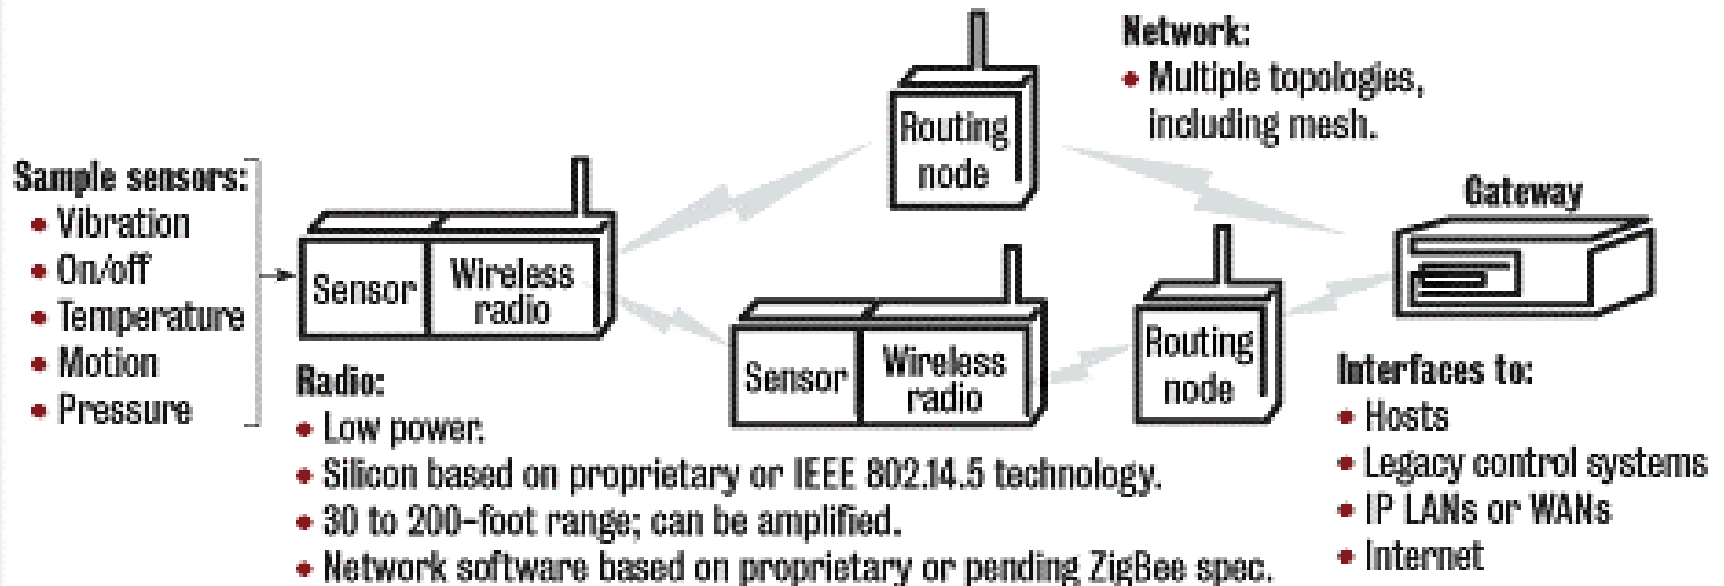 Network:
• Multiple topologies,
including mesh.
Routing
node
Sample sensors:
• Vibration
• On/off
• Temperature
• Motion
• Pressure
Sensor
Wireless
radio
Gateway
Sensor
Wireless
radio
Routing
node
Radio:
• Low power.
• Silicon based on proprietary or IEEE 802.14.5 technology.
• 30 to 200-foot range; can be amplified.
• Network software based on proprietary or pending ZigBee spec.
Interfaces to:
• Hosts
• Legacy control systems
• IP LANs or WANs
• Internet